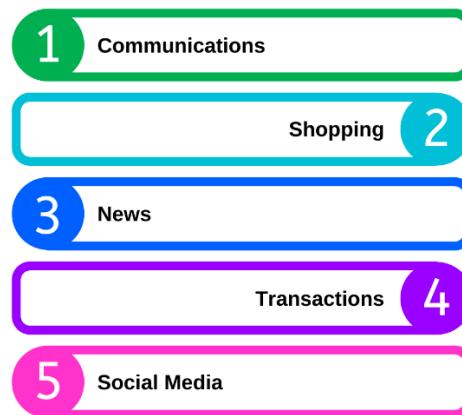 1 Communications
Shopping 2
3 News
Transactions 4
5 Social Media